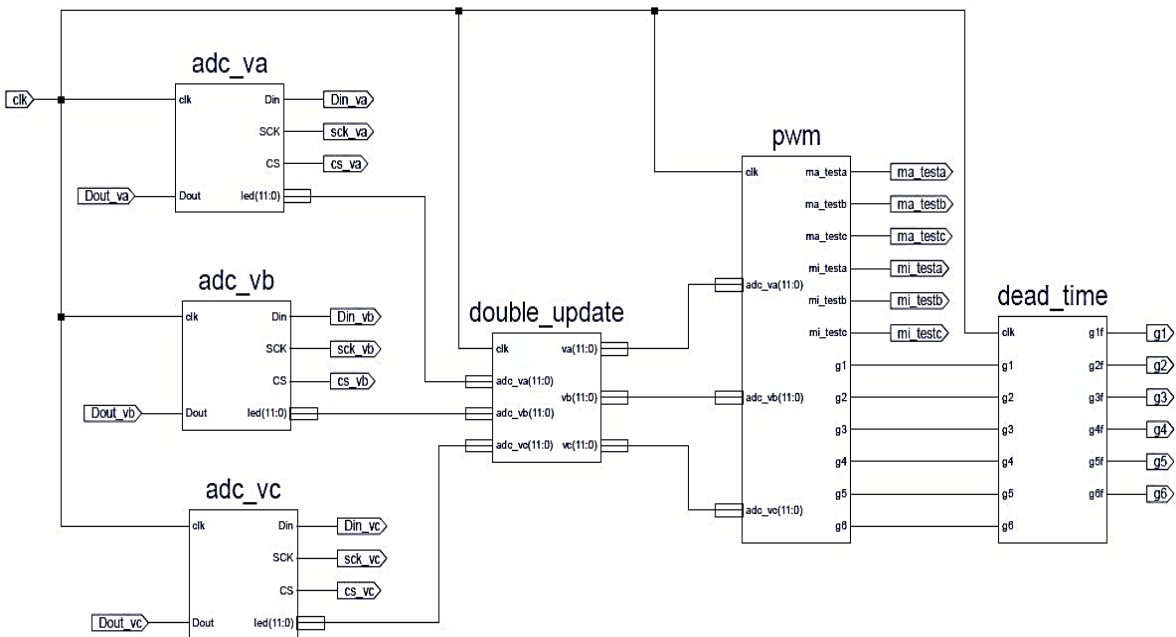 adc_va
clk
clk
Din
Din_va
SCK
sck_va
CS
cs_va
Dout_va
Dout
led(11:0)
adc_vb
clk
Din
Din_vb
SCK
sck_vb
CS
cs_vb
Dout_vb
Dout
led(11:0)
adc_vc
clk
Din
Din_vc
SCK
sck_vc
CS
cs_vc
Dout_vc
Dout
led(11:0)
double_update
clk
va(11:0)
adc_va(11:0)
vb(11:0)
adc_vb(11:0)
adc_vc(11:0)
vc(11:0)
pwm
clk
ma_testa
ma_testa
ma_testb
ma_testb
ma_testc
ma_testc
mi_testa
mi_testa
adc_va(11:0)
mi_testb
mi_testb
mi_testc
mi_testc
g1
g2
adc_vb(11:0)
g3
g4
g5
adc_vc(11:0)
g6
dead_time
clk
g1f
g1
g1
g2f
g2
g2
g3f
g3
g3
g4f
g4
g4
g5f
g5
g5
g6f
g6
g6